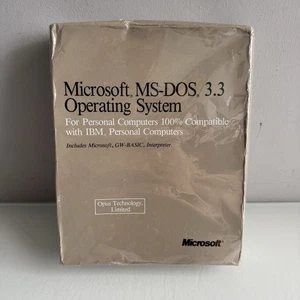 Microsoft® MS-DOS® 3.3
Operating System
For Personal Computers 100% Compatible
with IBM® Personal Computers
Includes Microsoft® GW-BASIC® Interpreter.
Opus Technology
Limited
Microsoft®